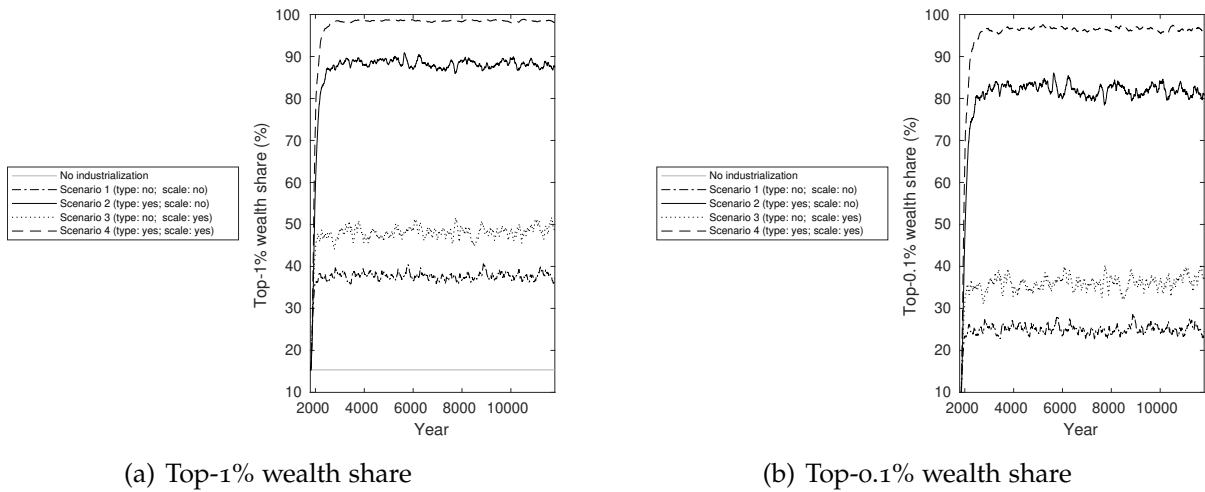 100
90
80
70
60
50
40
30
20
10
Top-1% wealth share (%)
2000 4000 6000 8000 10000
Year
No industrialization
Scenario 1 (type: no; scale: no)
Scenario 2 (type: yes; scale: no)
Scenario 3 (type: no; scale: yes)
Scenario 4 (type: yes; scale: yes)
(a) Top-1% wealth share
100
90
80
70
60
50
40
30
20
10
Top-0.1% wealth share (%)
2000 4000 6000 8000 10000
Year
No industrialization
Scenario 1 (type: no; scale: no)
Scenario 2 (type: yes; scale: no)
Scenario 3 (type: no; scale: yes)
Scenario 4 (type: yes; scale: yes)
(b) Top-0.1% wealth share